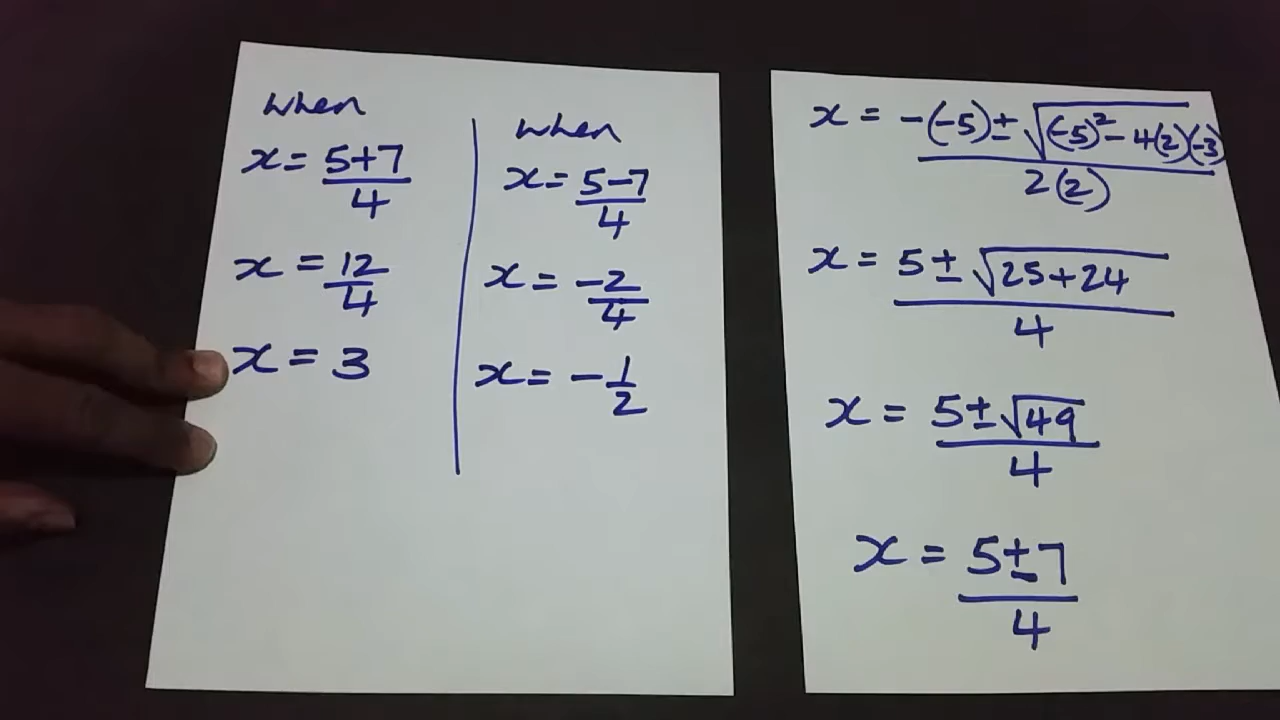 when
x = 5+7/4
x = 12/4
x = 3
when
x = 5-7/4
x = -2/4
x = -1/2
x = -(-5)±√(-5)²-4(2)(-3)/2(2)
x = 5±√25+24/4
x = 5±√49/4
x = 5±7/4